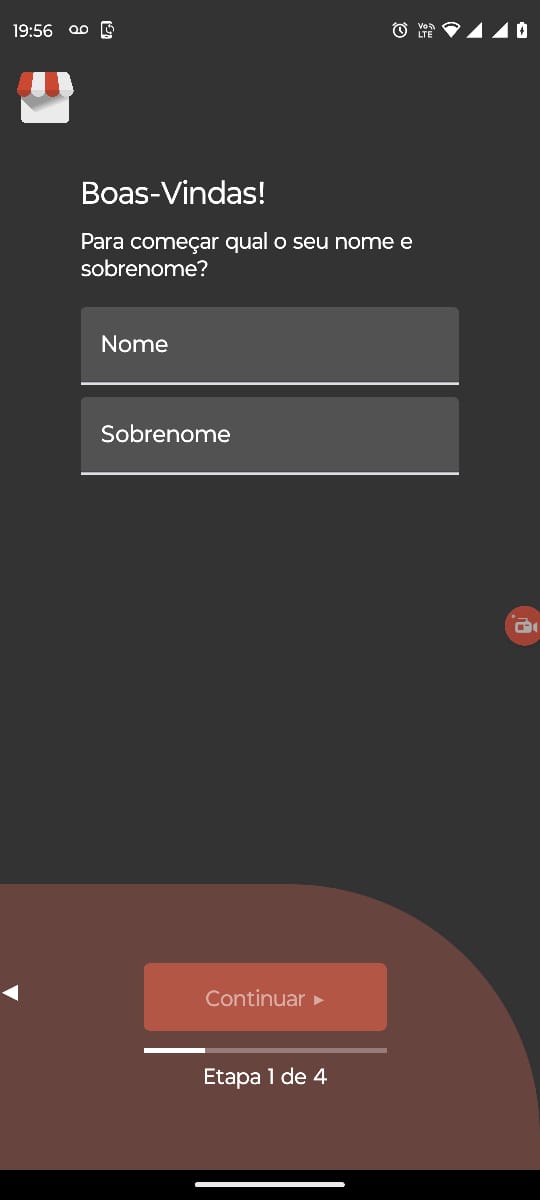 19:56
Vo)) LTE
Boas-Vindas!
Para começar qual o seu nome e
sobrenome?
Nome
Sobrenome
Continuar ▸
Etapa 1 de 4